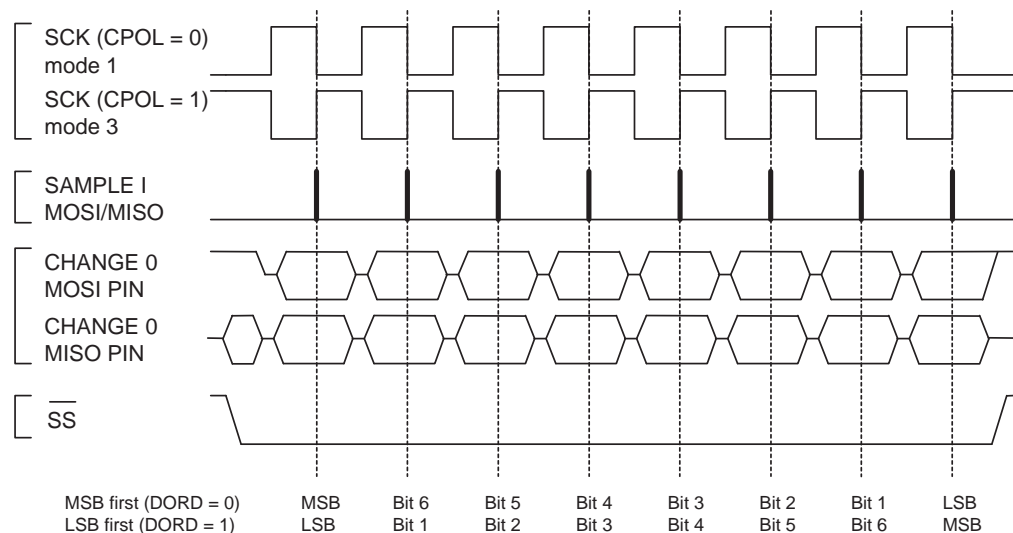 SCK (CPOL = 0)
mode 1
SCK (CPOL = 1)
mode 3
SAMPLE I
MOSI/MISO
CHANGE 0
MOSI PIN
CHANGE 0
MISO PIN
SS
MSB first (DORD = 0) MSB Bit 6 Bit 5 Bit 4 Bit 3 Bit 2 Bit 1 LSB
LSB first (DORD = 1) LSB Bit 1 Bit 2 Bit 3 Bit 4 Bit 5 Bit 6 MSB